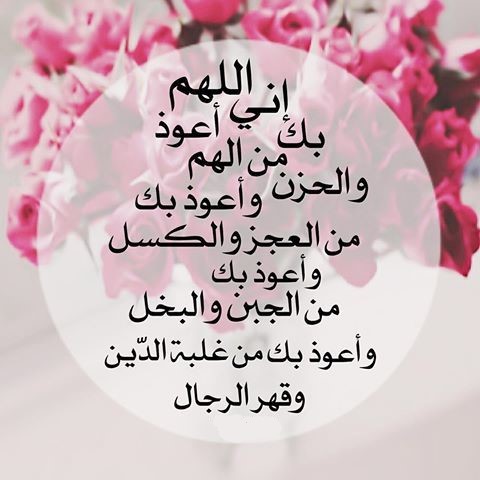 اللهم
إني أعوذ
بك
من الهم
والحزن
وأعوذ بك
من العجز والكسل
وأعوذ بك
من الجبن والبخل
وأعوذ بك من غلبة الدّين
وقهر الرجال